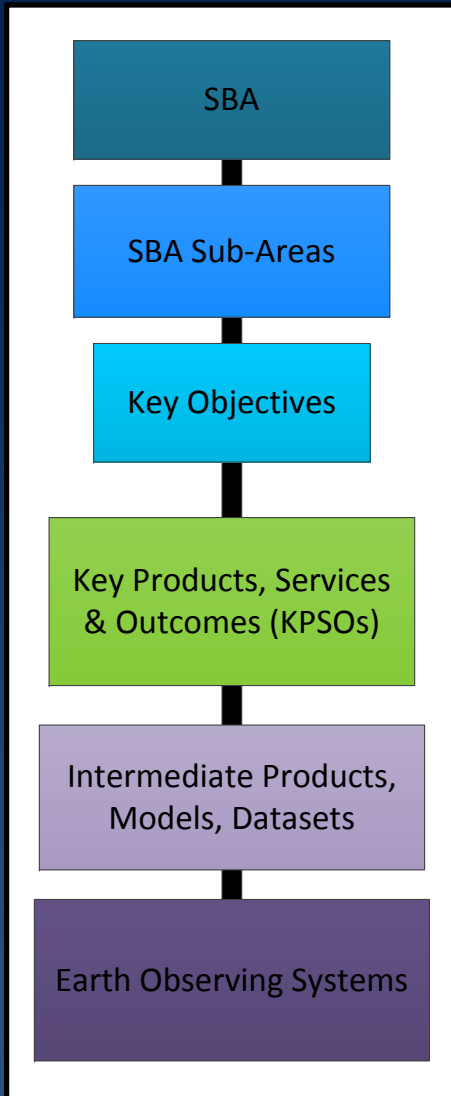 SBA
SBA Sub-Areas
Key Objectives
Key Products, Services
& Outcomes (KPSOs)
Intermediate Products,
Models, Datasets
Earth Observing Systems